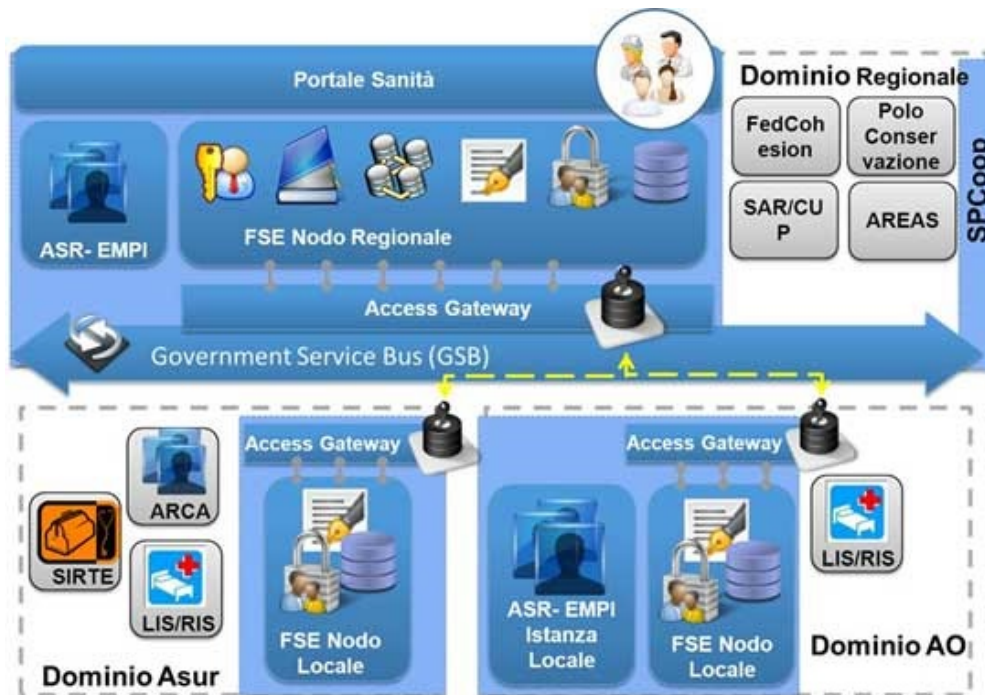 Portale Sanità
Dominio Regionale
FedCoh
esion
Polo
Conser
vazione
SAR/CU
P
AREAS
SPCoop
ASR- EMPI
FSE Nodo Regionale
Access Gateway
Government Service Bus (GSB)
Access Gateway
Access Gateway
ARCA
SIRTE
LIS/RIS
LIS/RIS
FSE Nodo
Locale
ASR- EMPI
Istanza
Locale
FSE Nodo
Locale
Dominio Asur
Dominio AO